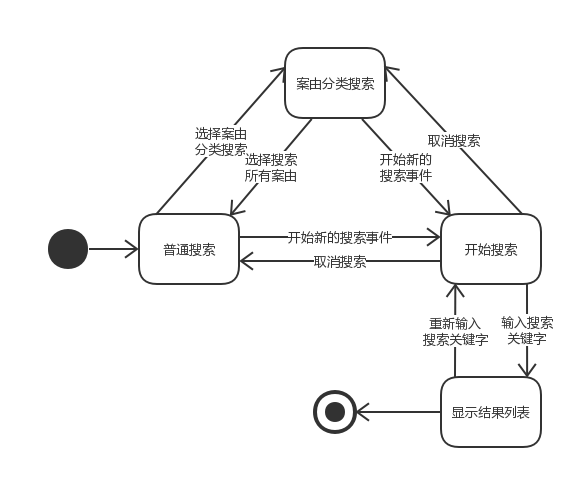 案由分类搜索
选择案由
分类搜索
选择搜索
所有案由
开始新的
搜索事件
取消搜索
普通搜索
开始新的搜索事件
取消搜索
开始搜索
重新输入
搜索关键字
输入搜索
关键字
显示结果列表